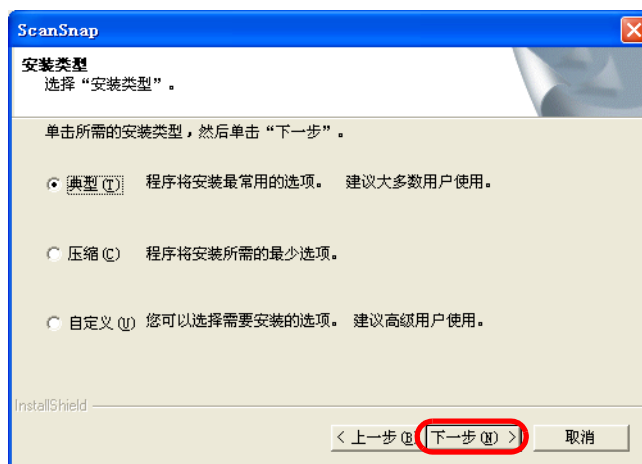 ScanSnap
安装类型
选择“安装类型”。
单击所需的安装类型，然后单击“下一步”。
典型(T) 程序将安装最常用的选项。 建议大多数用户使用。
压缩(C) 程序将安装所需的最少选项。
自定义(U) 您可以选择需要安装的选项。 建议高级用户使用。
InstallShield
< 上一步(B) 下一步(N) > 取消